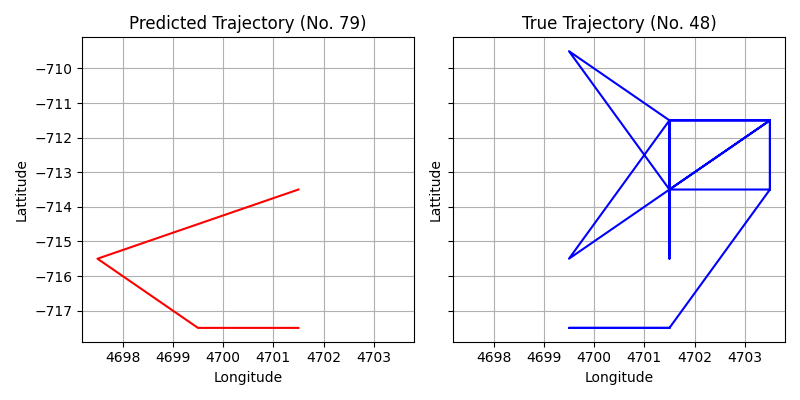 Predicted Trajectory (No. 79)
True Trajectory (No. 48)
−710
−711
−712
−713
−714
−715
−716
−717
Lattitude
Lattitude
4698 4699 4700 4701 4702 4703
4698 4699 4700 4701 4702 4703
Longitude
Longitude